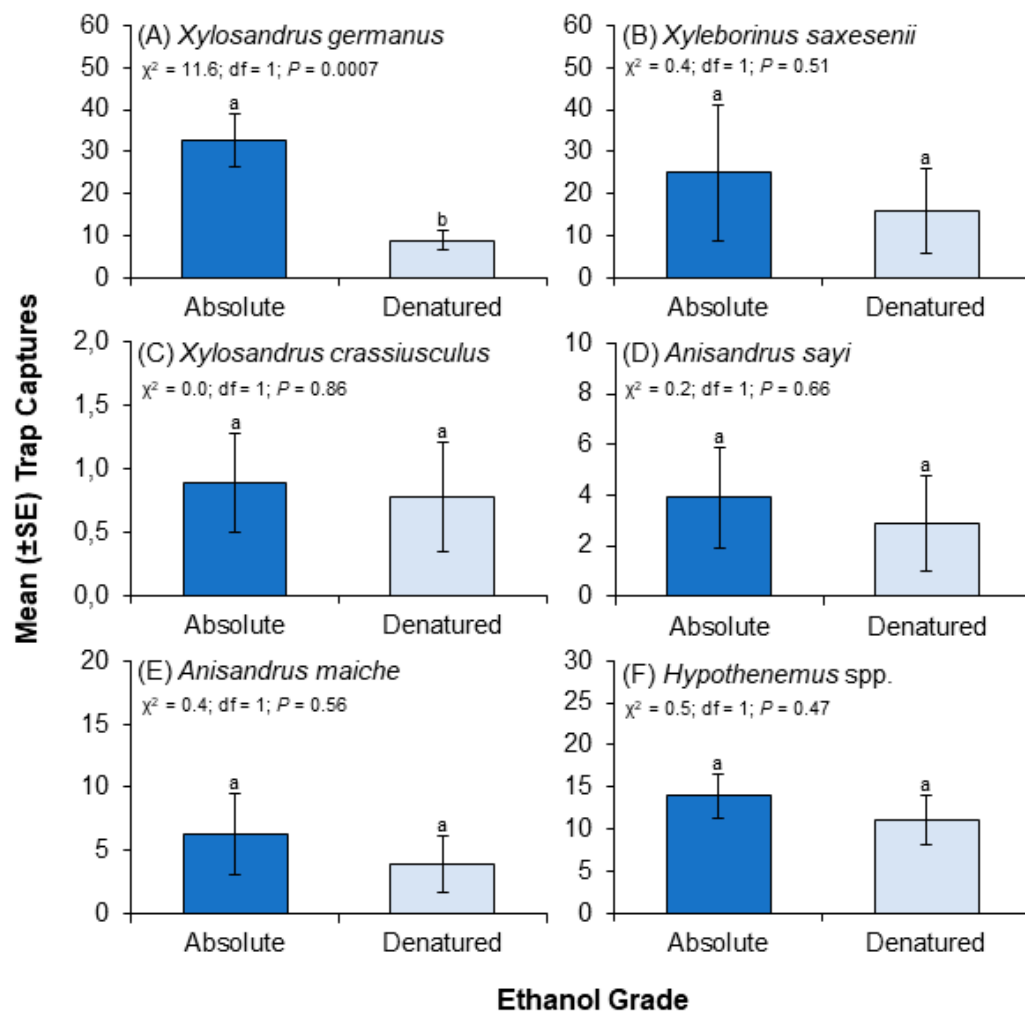 Mean (±SE) Trap Captures
(A) Xylosandrus germanus
χ² = 11.6; df = 1; P = 0.0007
60
50
40
30
20
10
0
a
b
Absolute
Denatured
(B) Xyleborinus saxesenii
χ² = 0.4; df = 1; P = 0.51
60
50
40
30
20
10
0
a
a
Absolute
Denatured
(C) Xylosandrus crassiusculus
χ² = 0.0; df = 1; P = 0.86
2,0
1,5
1,0
0,5
0,0
a
a
Absolute
Denatured
(D) Anisandrus sayi
χ² = 0.2; df = 1; P = 0.66
10
8
6
4
2
0
a
a
Absolute
Denatured
(E) Anisandrus maiche
χ² = 0.4; df = 1; P = 0.56
20
15
10
5
0
a
a
Absolute
Denatured
(F) Hypothenemus spp.
χ² = 0.5; df = 1; P = 0.47
30
25
20
15
10
5
0
a
a
Absolute
Denatured
Ethanol Grade